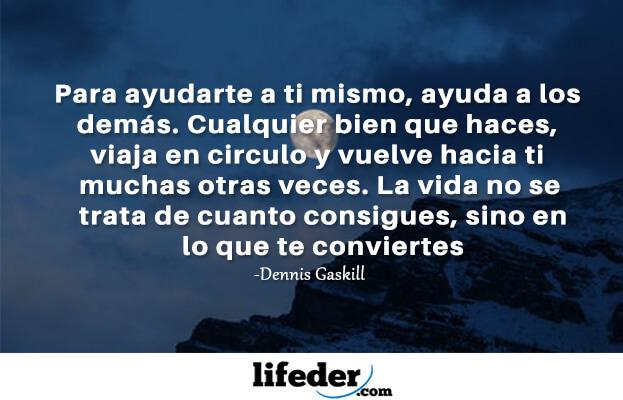 Para ayudarte a ti mismo, ayuda a los
demás. Cualquier bien que haces,
viaja en circulo y vuelve hacia ti
muchas otras veces. La vida no se
trata de cuanto consigues, sino en
lo que te conviertes
-Dennis Gaskill
lifeder.com